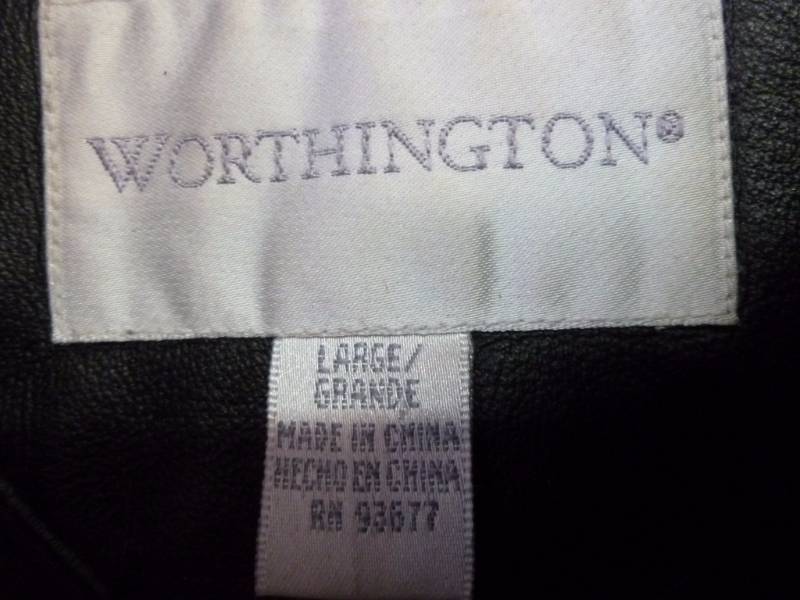 WORTHINGTON®
LARGE/
GRANDE
MADE IN CHINA
HECHO EN CHINA
RN 93677